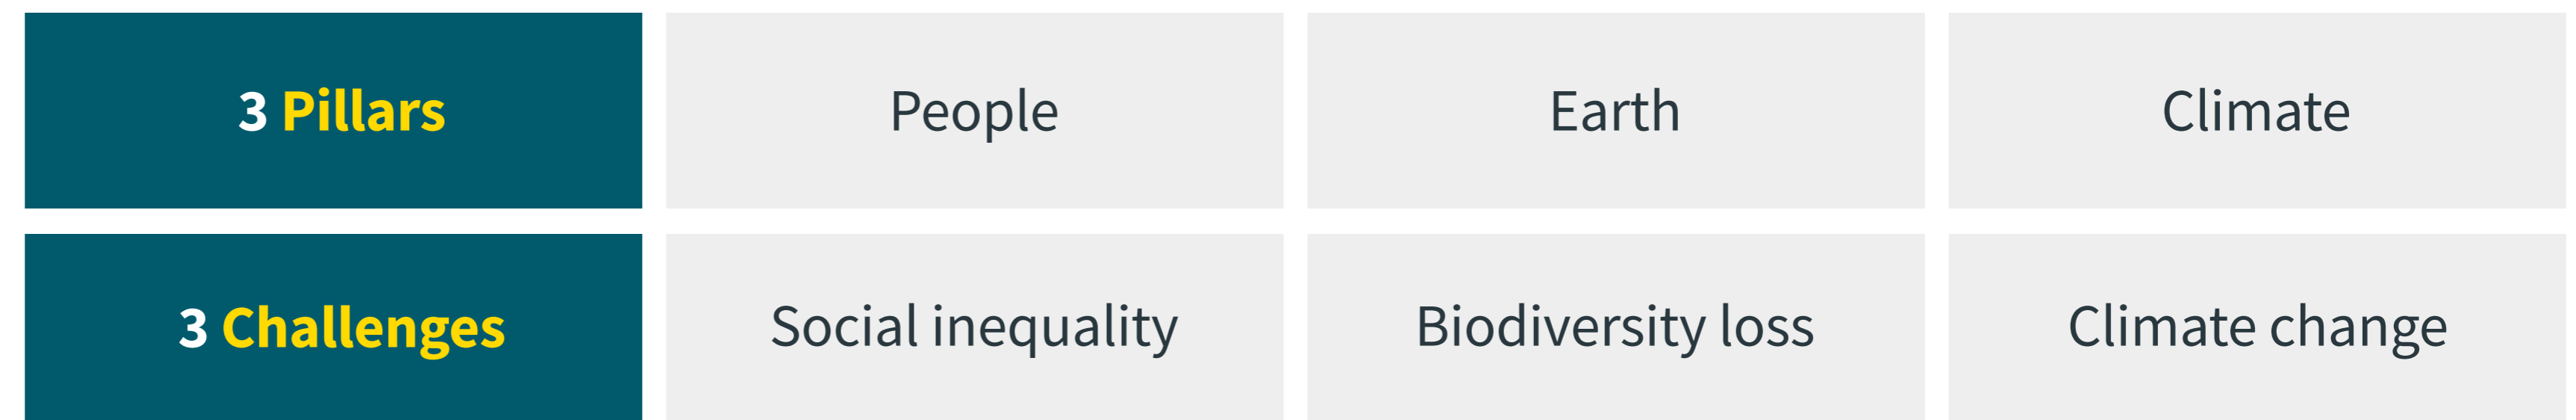 3 Pillars
People
Earth
Climate
3 Challenges
Social inequality
Biodiversity loss
Climate change